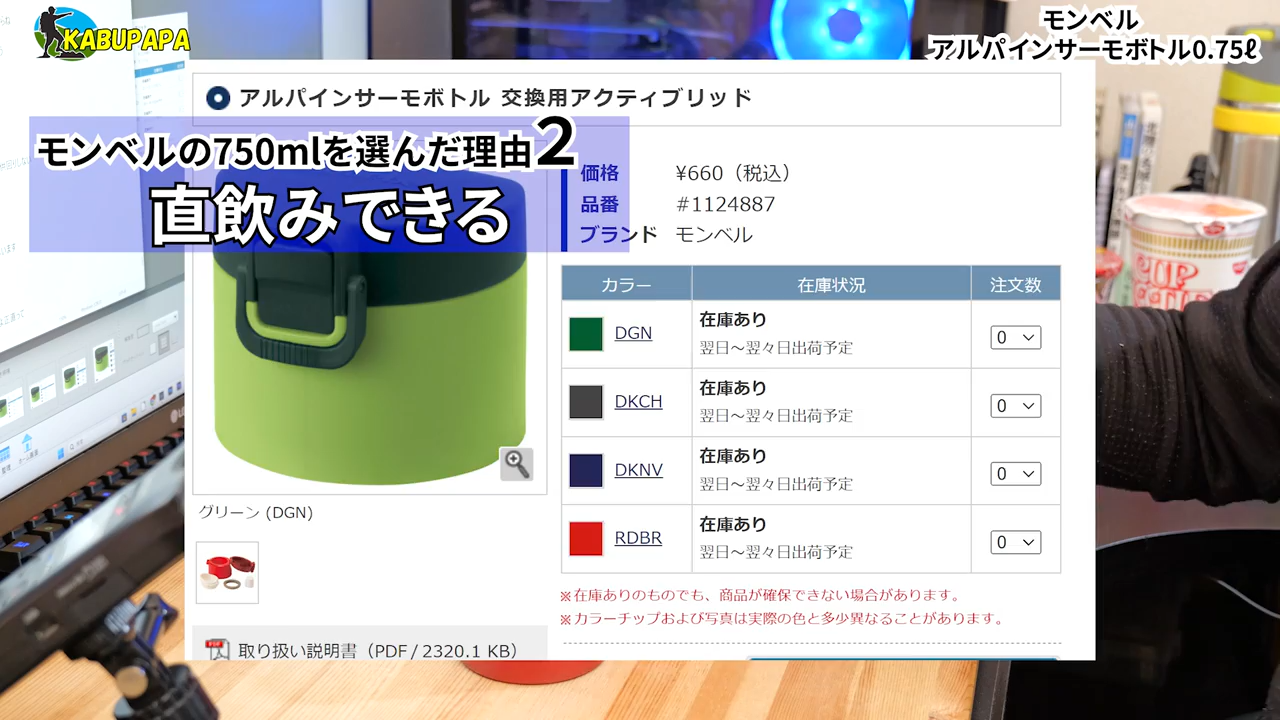 KABUPAPA
モンベル
アルパインサーモボトル0.75ℓ
アルパインサーモボトル 交換用アクティブリッド
モンベルの750mlを選んだ理由2
直飲みできる
価格 ¥660（税込）
品番 #1124887
ブランド モンベル
カラー 在庫状況 注文数
DGN 在庫あり 0
翌日～翌々日出荷予定
DKCH 在庫あり 0
翌日～翌々日出荷予定
DKNV 在庫あり 0
翌日～翌々日出荷予定
RDBR 在庫あり 0
翌日～翌々日出荷予定
グリーン (DGN)
※在庫ありのものでも、商品が確保できない場合があります。
※カラーチップおよび写真は実際の色と多少異なることがあります。
取り扱い説明書（PDF / 2320.1 KB）
CUP